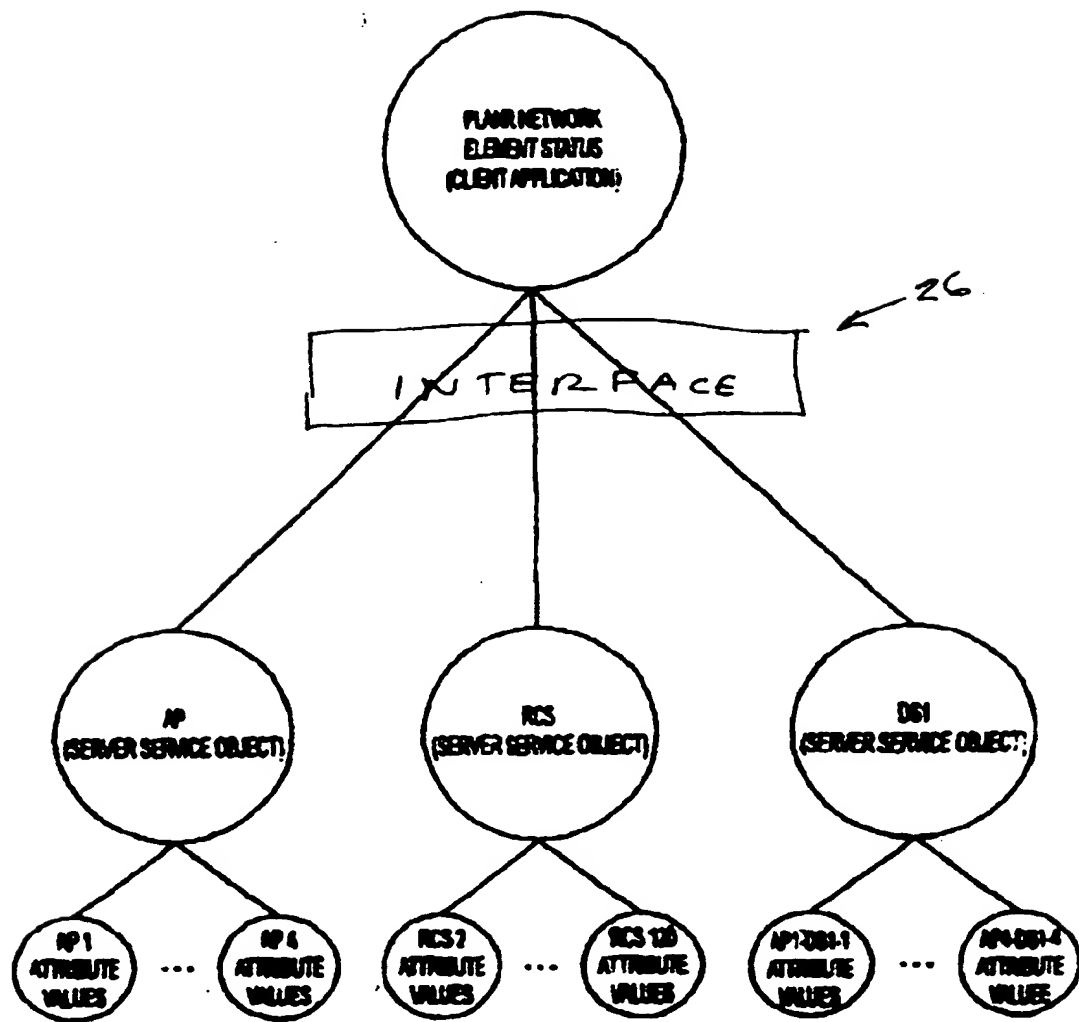 FLMR NETWORK
ELEMENT STATUS
(CLIENT APPLICATION)
26
INTERFACE
AP
(SERVER SERVICE OBJECT)
RCS
(SERVER SERVICE OBJECT)
DS1
(SERVER SERVICE OBJECT)
AP 1
ATTRIBUTE
VALUES
...
AP 4
ATTRIBUTE
VALUES
RCS 2
ATTRIBUTE
VALUES
...
RCS 120
ATTRIBUTE
VALUES
AP1-DS1-1
ATTRIBUTE
VALUES
...
AP4-DS1-4
ATTRIBUTE
VALUEE